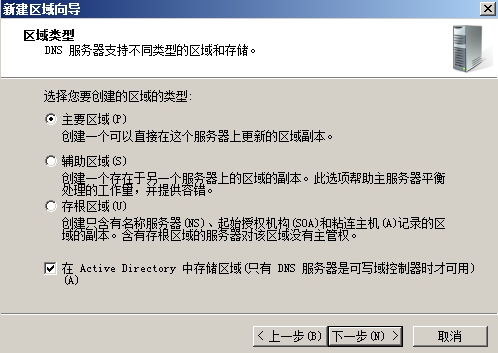 新建区域向导
区域类型
DNS 服务器支持不同类型的区域和存储。
选择您要创建的区域的类型:
主要区域(P)
创建一个可以直接在这个服务器上更新的区域副本。
辅助区域(S)
创建一个存在于另一个服务器上的区域的副本。此选项帮助主服务器平衡
处理的工作量,并提供容错。
存根区域(U)
创建只含有名称服务器(NS)、起始授权机构(SOA)和粘连主机(A)记录的区
域的副本。含有存根区域的服务器对该区域没有主管权。
在 Active Directory 中存储区域(只有 DNS 服务器是可写域控制器时才可用)
(A)
< 上一步(B) 下一步(N) > 取消